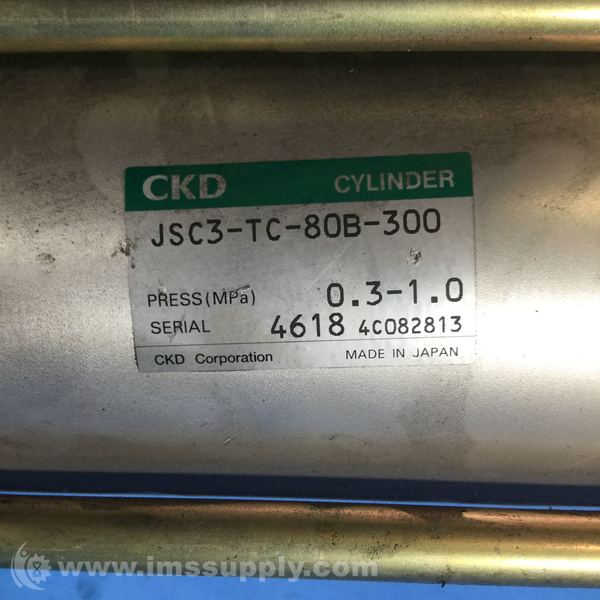 CKD CYLINDER
JSC3-TC-80B-300
PRESS(MPa) 0.3-1.0
SERIAL 4618 4C082813
CKD Corporation MADE IN JAPAN
www.imssupply.com